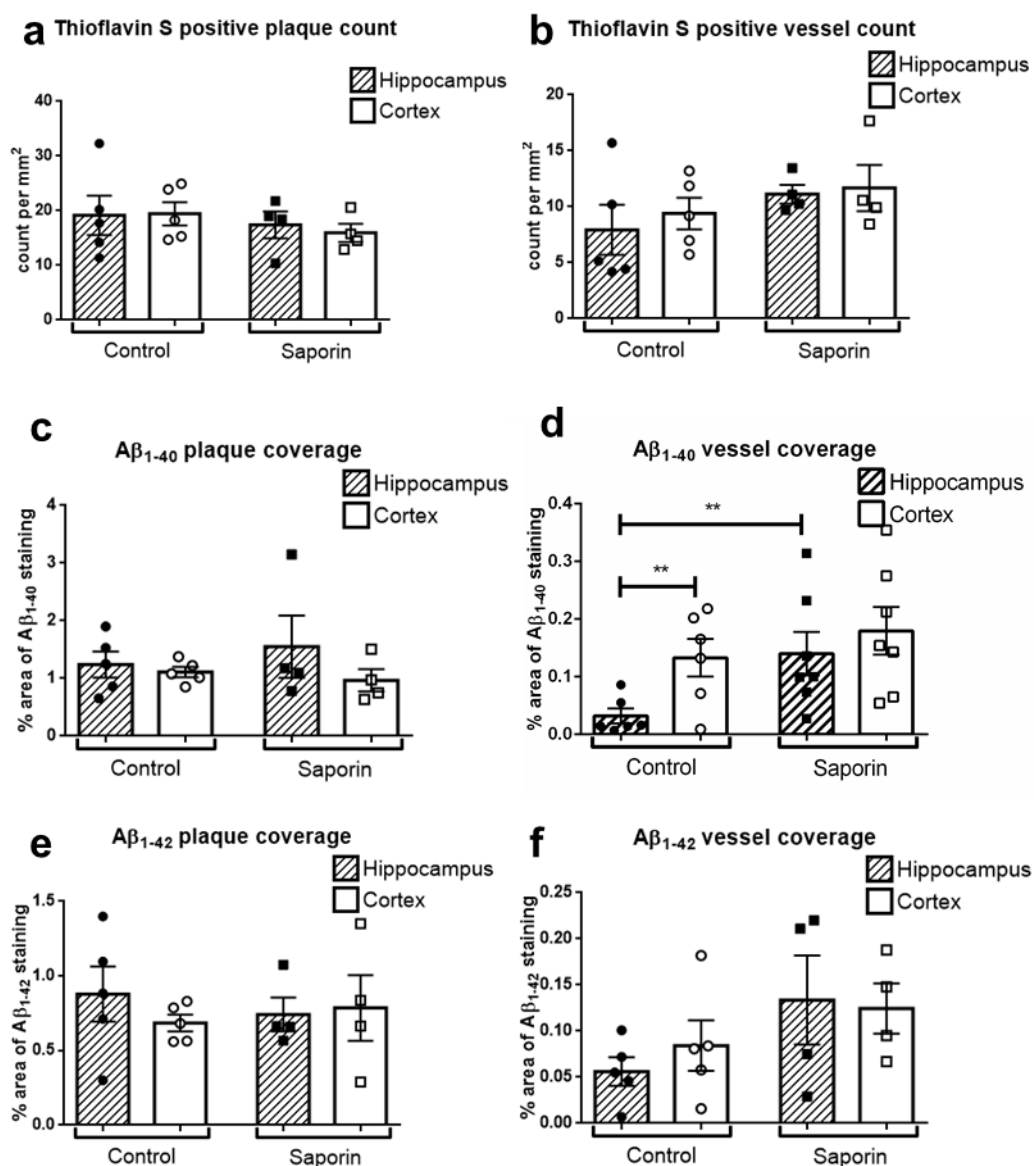 a Thioflavin S positive plaque count
Hippocampus
Cortex
count per mm²
40
30
20
10
0
Control
Saporin
b Thioflavin S positive vessel count
Hippocampus
Cortex
count per mm²
20
15
10
5
0
Control
Saporin
c
Aβ₁₋₄₀ plaque coverage
Hippocampus
Cortex
% area of Aβ₁₋₄₀ staining
4
3
2
1
0
Control
Saporin
d
Aβ₁₋₄₀ vessel coverage
Hippocampus
Cortex
% area of Aβ₁₋₄₀ staining
0.4
0.3
0.2
0.1
0.0
**
**
Control
Saporin
e
Aβ₁₋₄₂ plaque coverage
Hippocampus
Cortex
% area of Aβ₁₋₄₂ staining
1.5
1.0
0.5
0.0
Control
Saporin
f
Aβ₁₋₄₂ vessel coverage
Hippocampus
Cortex
% area of Aβ₁₋₄₂ staining
0.25
0.20
0.15
0.10
0.05
0.00
Control
Saporin